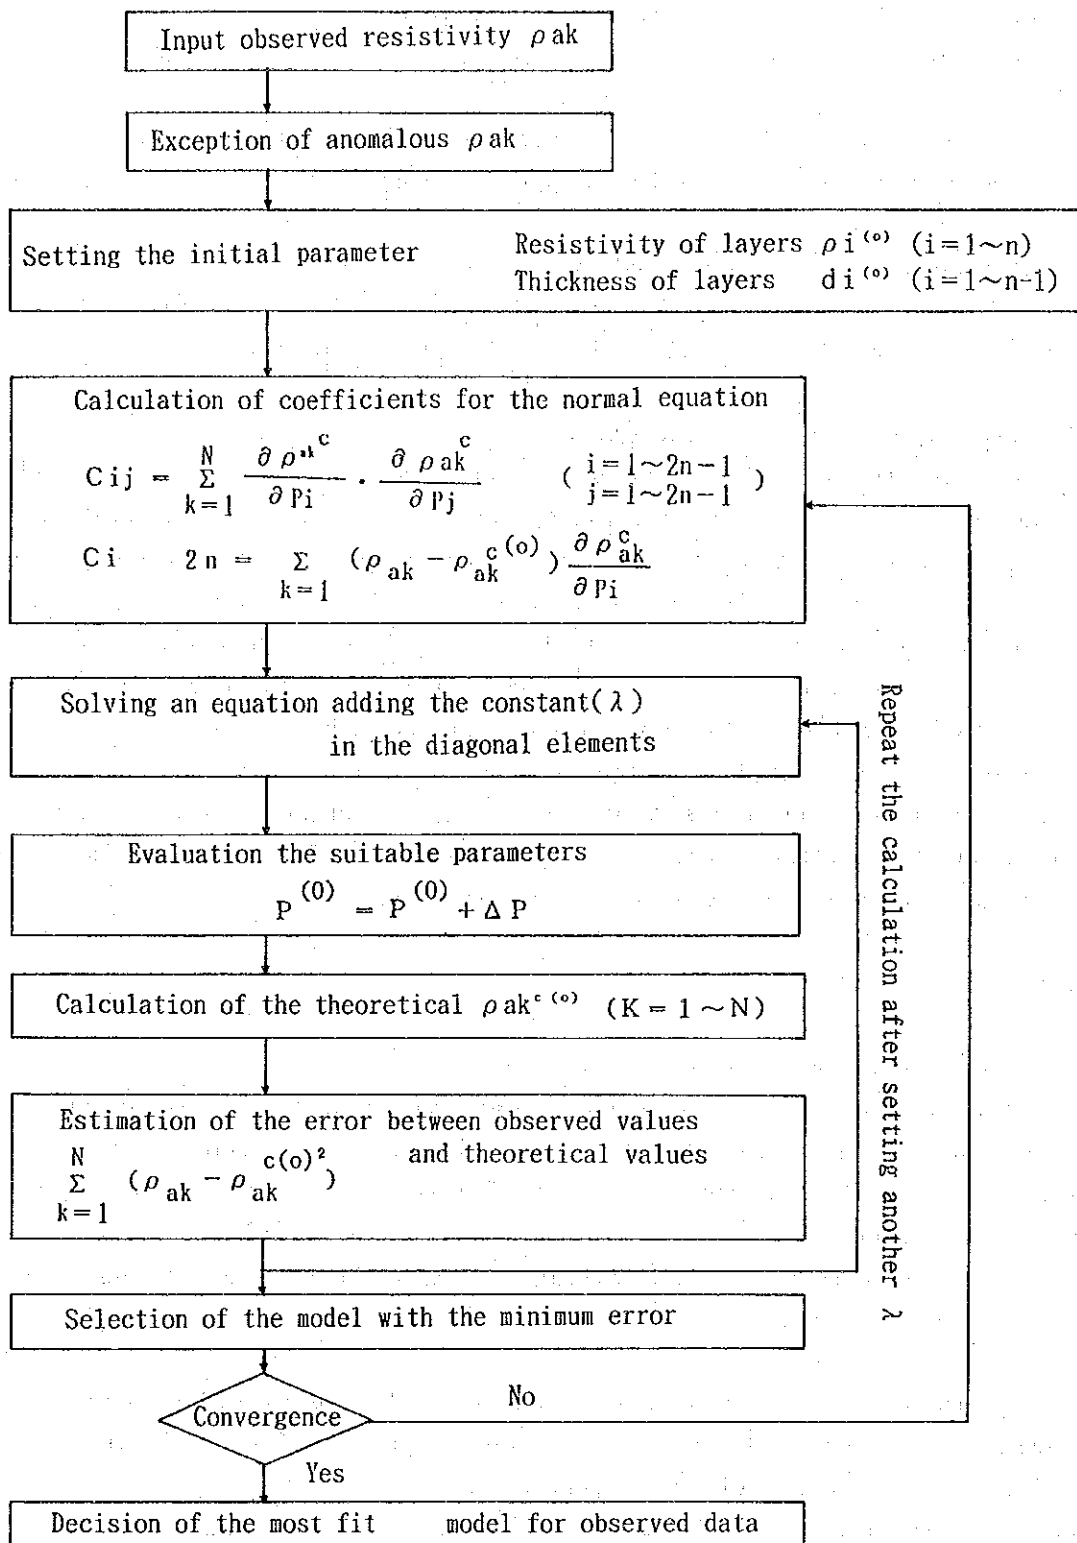 Input observed resistivity ρak
Exception of anomalous ρak
Setting the initial parameter Resistivity of layers ρi⁽ᵒ⁾ (i=1~n)
Thickness of layers di⁽ᵒ⁾ (i=1~n-1)
Calculation of coefficients for the normal equation
Cij = Σ(k=1, N) ∂ρakᶜ/∂Pi · ∂ρakᶜ/∂Pj (i=1~2n-1
j=1~2n-1)
Ci 2n = Σ(k=1) (ρak - ρakᶜ⁽ᵒ⁾) ∂ρakᶜ/∂Pi
Solving an equation adding the constant(λ)
in the diagonal elements
Evaluation the suitable parameters
P⁽⁰⁾ = P⁽⁰⁾ + ΔP
Calculation of the theoretical ρakᶜ⁽ᵒ⁾ (K = 1 ~ N)
Estimation of the error between observed values
and theoretical values
Σ(k=1, N) (ρak - ρakᶜ⁽ᵒ⁾²)
Repeat the calculation after setting another λ
Selection of the model with the minimum error
Convergence
No
Yes
Decision of the most fit model for observed data